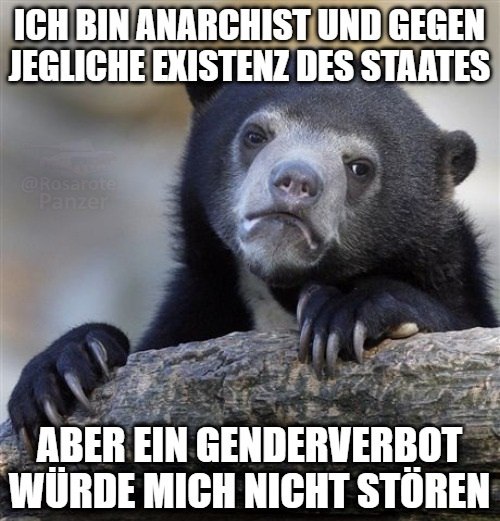 ICH BIN ANARCHIST UND GEGEN
JEGLICHE EXISTENZ DES STAATES
@Rosarote
Panzer
ABER EIN GENDERVERBOT
WÜRDE MICH NICHT STÖREN